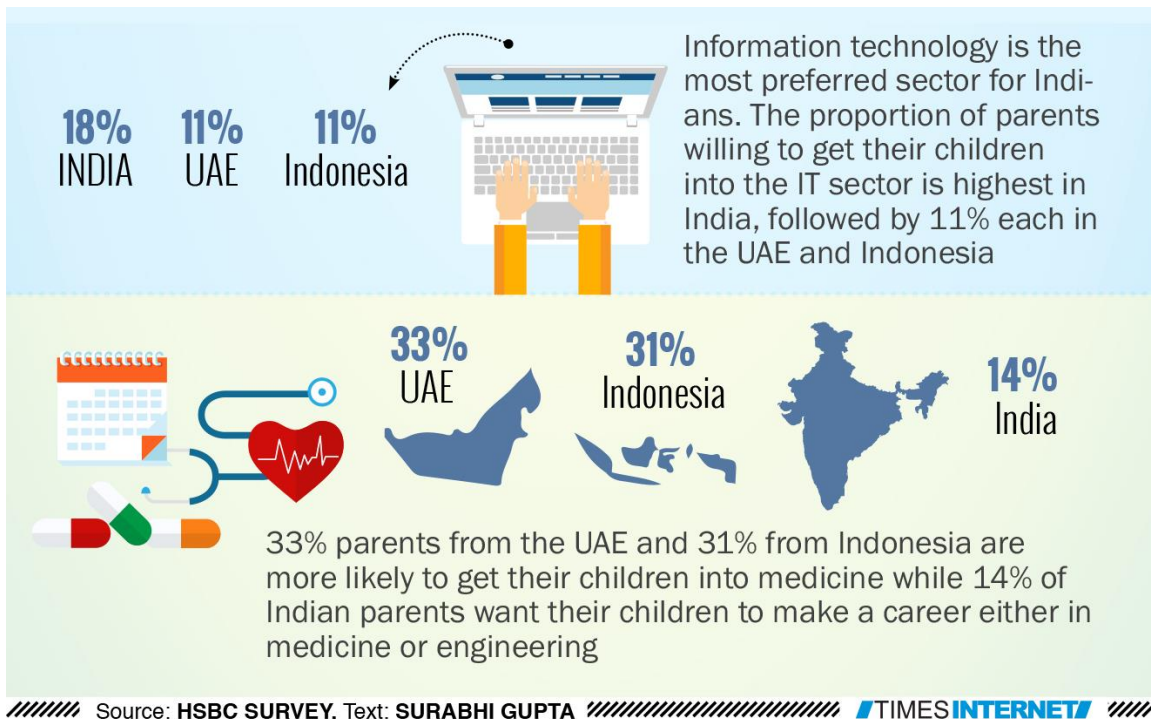 18% 11% 11%
INDIA UAE Indonesia
Information technology is the
most preferred sector for Indi-
ans. The proportion of parents
willing to get their children
into the IT sector is highest in
India, followed by 11% each in
the UAE and Indonesia
33%
UAE
31%
Indonesia
14%
India
33% parents from the UAE and 31% from Indonesia are
more likely to get their children into medicine while 14% of
Indian parents want their children to make a career either in
medicine or engineering
Source: HSBC SURVEY. Text: SURABHI GUPTA TIMES INTERNET